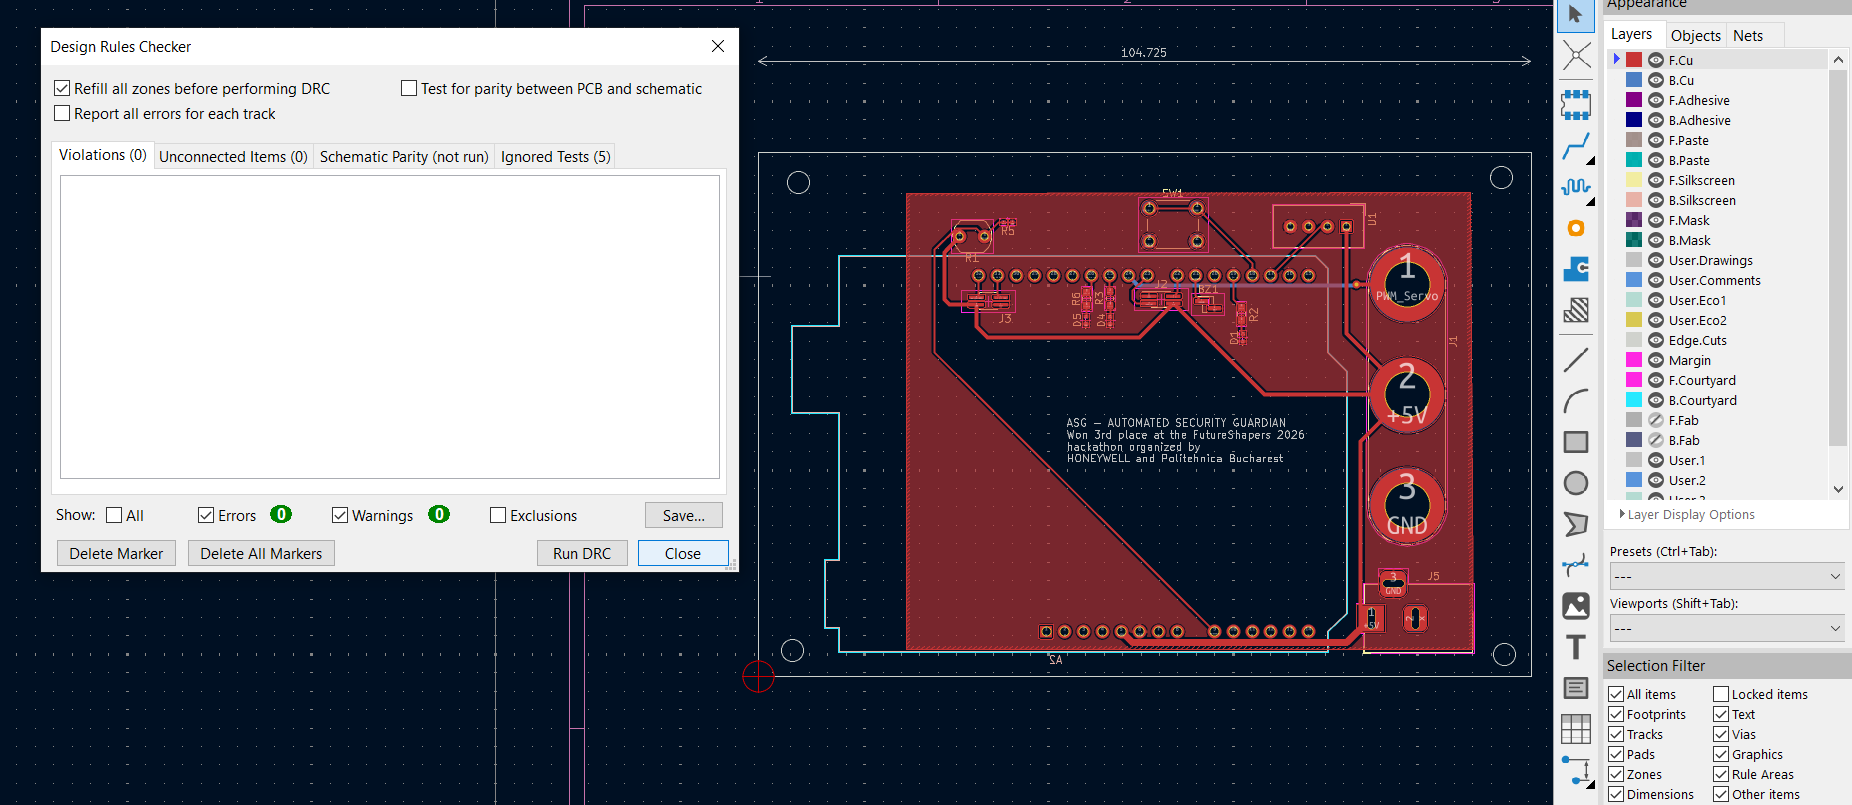 Design Rules Checker
Refill all zones before performing DRC
Test for parity between PCB and schematic
Report all errors for each track
Violations (0)
Unconnected Items (0)
Schematic Parity (not run)
Ignored Tests (5)
Show:
All
Errors
0
Warnings
0
Exclusions
Save...
Delete Marker
Delete All Markers
Run DRC
Close
104.725
SW1
U1
R5
R1
1
PWM_Servo
J2
BZ1
R6
R3
R2
J3
D5
D4
D1
J1
2
+5V
ASG – AUTOMATED SECURITY GUARDIAN
Won 3rd place at the FutureShapers 2026
hackathon organized by
HONEYWELL and Politehnica Bucharest
3
GND
3
GND
J5
1
+5V
2
A2
Appearance
Layers
Objects
Nets
F.Cu
B.Cu
F.Adhesive
B.Adhesive
F.Paste
B.Paste
F.Silkscreen
B.Silkscreen
F.Mask
B.Mask
User.Drawings
User.Comments
User.Eco1
User.Eco2
Edge.Cuts
Margin
F.Courtyard
B.Courtyard
F.Fab
B.Fab
User.1
User.2
Layer Display Options
Presets (Ctrl+Tab):
---
Viewports (Shift+Tab):
---
Selection Filter
All items
Locked items
Footprints
Text
Tracks
Vias
Pads
Graphics
Zones
Rule Areas
Dimensions
Other items